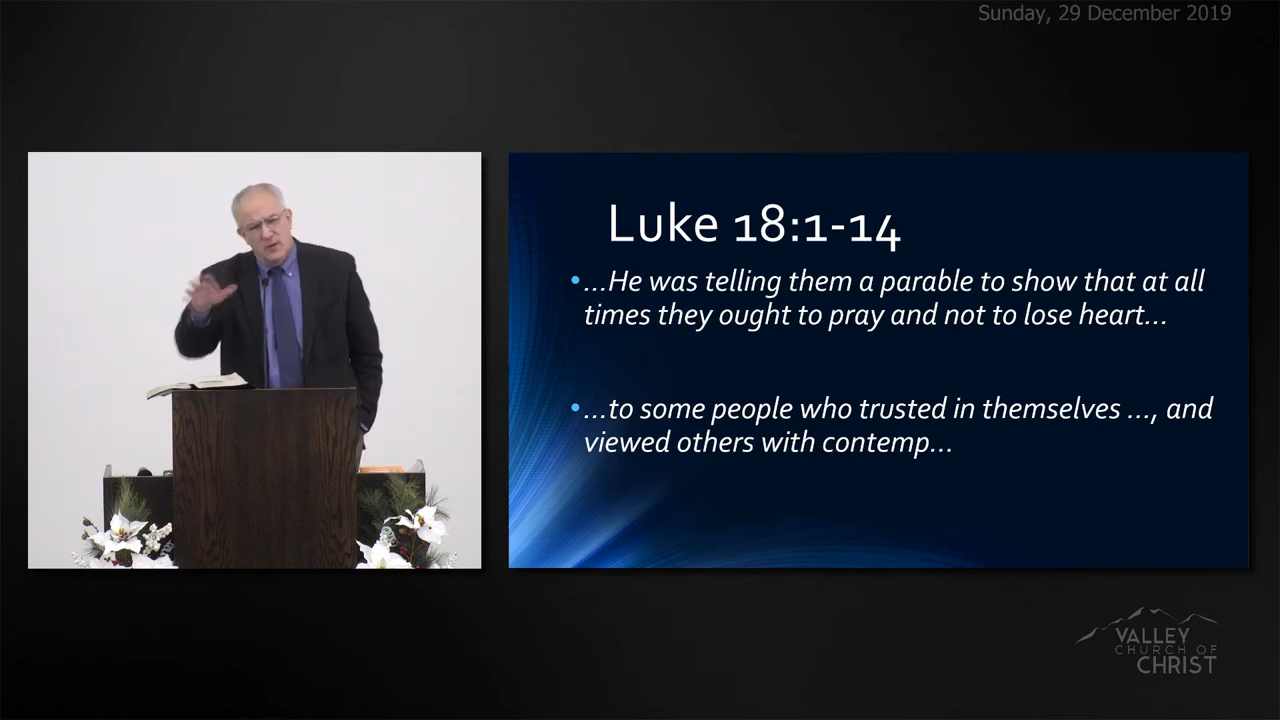 Sunday, 29 December 2019
Luke 18:1-14
•...He was telling them a parable to show that at all
times they ought to pray and not to lose heart...
•...to some people who trusted in themselves ..., and
viewed others with contemp...
VALLEY
CHURCH OF
CHRIST